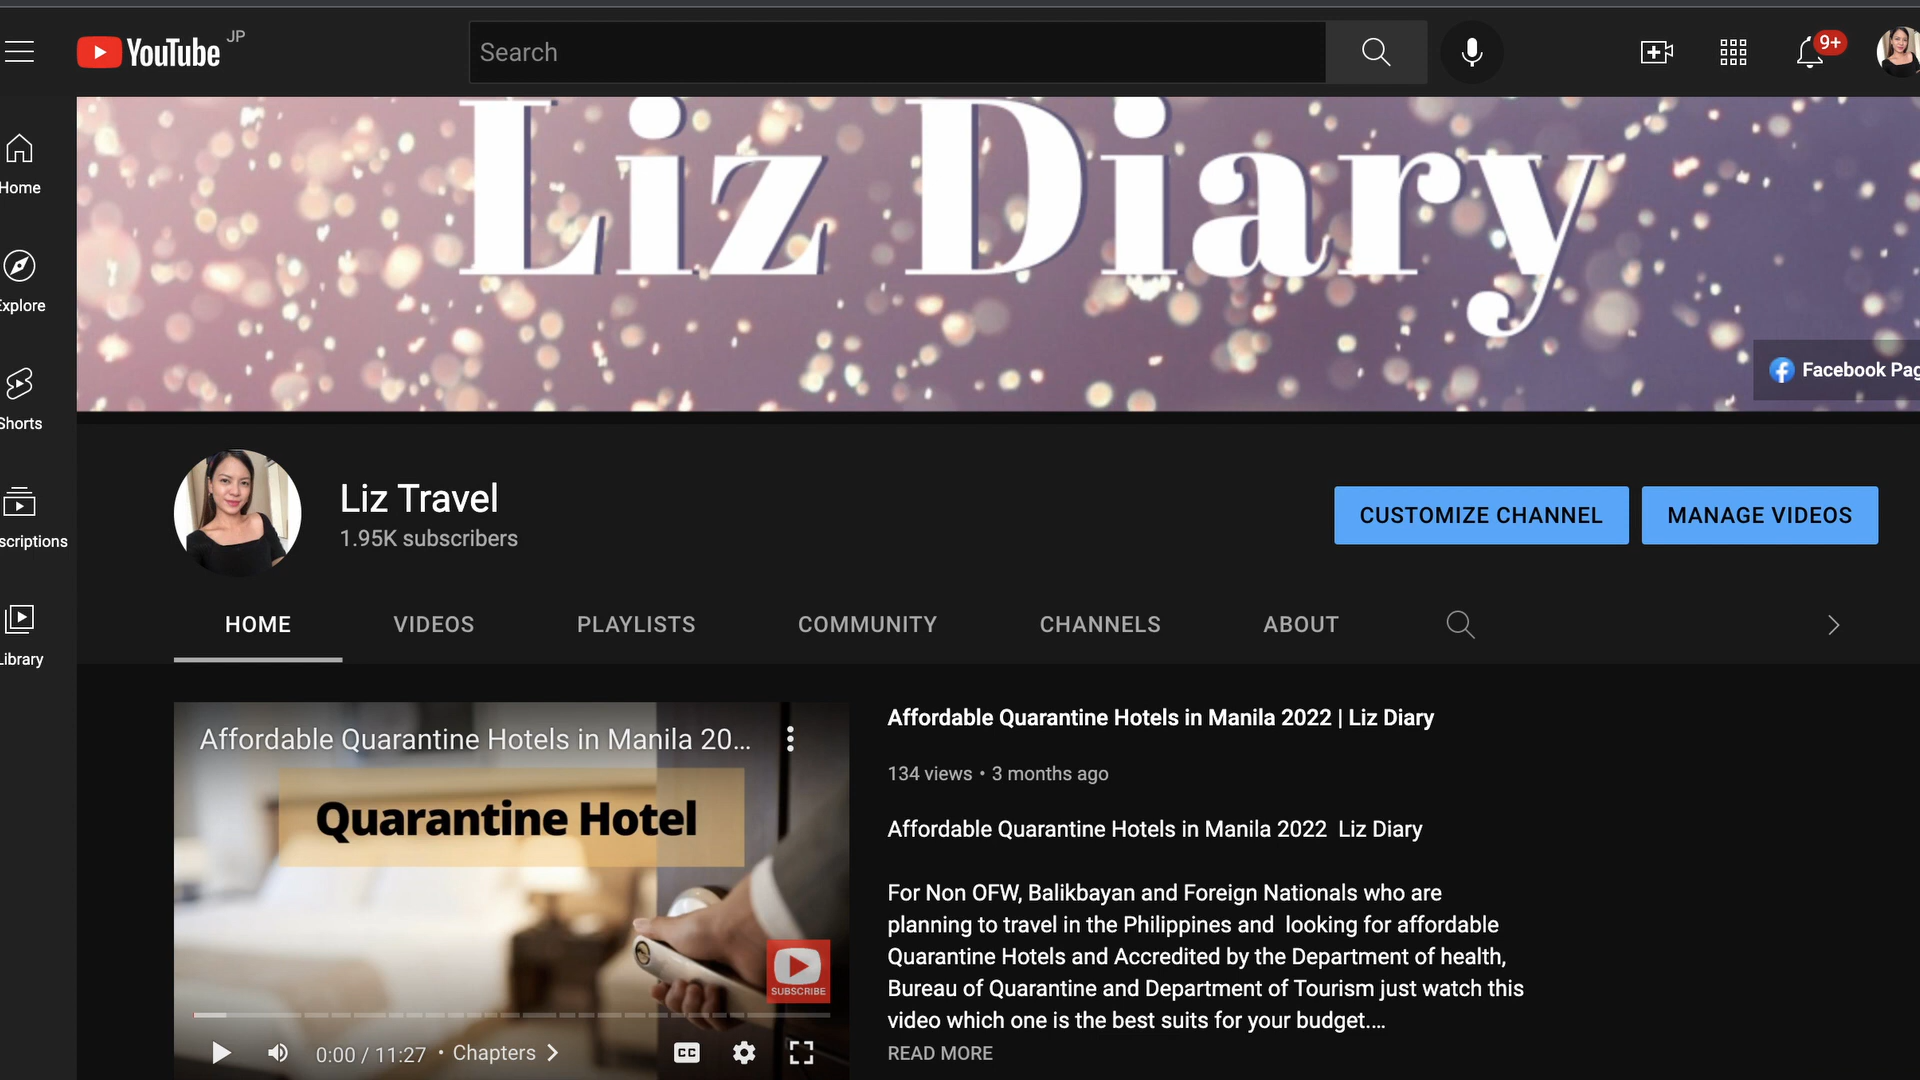 YouTube JP
Search
9+
Home
Explore
Shorts
scriptions
Library
Liz Diary
Facebook Pag
Liz Travel
1.95K subscribers
CUSTOMIZE CHANNEL
MANAGE VIDEOS
HOME
VIDEOS
PLAYLISTS
COMMUNITY
CHANNELS
ABOUT
Affordable Quarantine Hotels in Manila 20...
Quarantine Hotel
SUBSCRIBE
0:00 / 11:27 • Chapters
CC
Affordable Quarantine Hotels in Manila 2022 | Liz Diary
134 views • 3 months ago
Affordable Quarantine Hotels in Manila 2022  Liz Diary
For Non OFW, Balikbayan and Foreign Nationals who are
planning to travel in the Philippines and  looking for affordable
Quarantine Hotels and Accredited by the Department of health,
Bureau of Quarantine and Department of Tourism just watch this
video which one is the best suits for your budget....
READ MORE